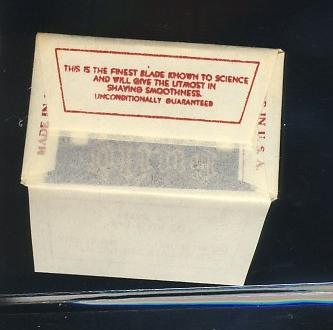 THIS IS THE FINEST BLADE KNOWN TO SCIENCE
AND WILL GIVE THE UTMOST IN
SHAVING SMOOTHNESS.
UNCONDITIONALLY GUARANTEED
MADE IN
IN U.S.A.